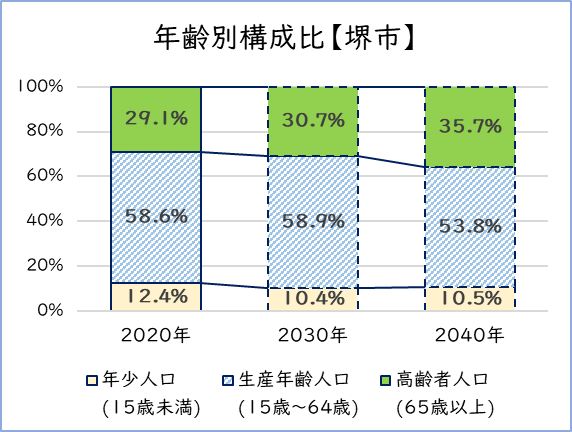 年齢別構成比【堺市】
100%
29.1% 30.7% 35.7%
80%
60%
58.6% 58.9% 53.8%
40%
20%
12.4% 10.4% 10.5%
0%
2020年 2030年 2040年
年少人口 生産年齢人口 高齢者人口
(15歳未満) (15歳～64歳) (65歳以上)